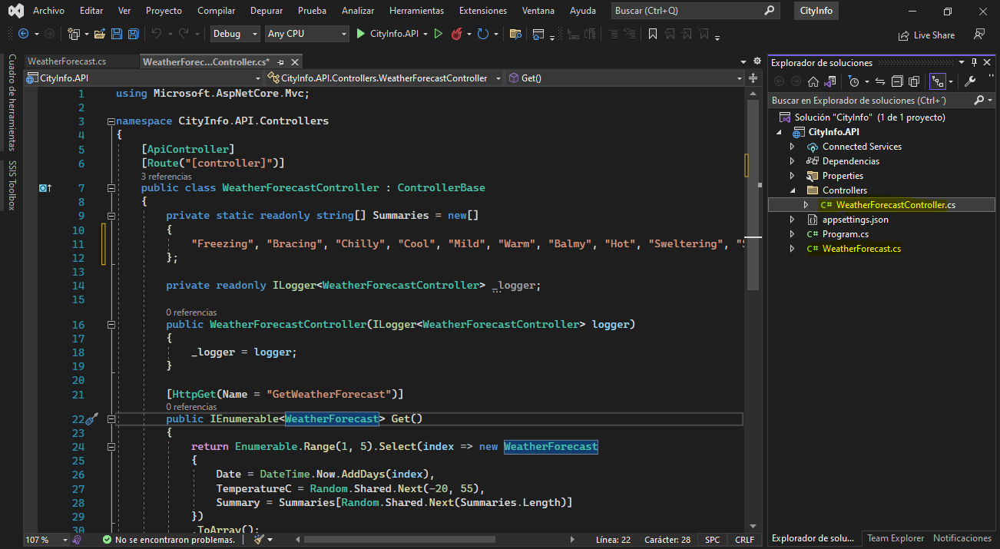 Archivo Editar Ver Proyecto Compilar Depurar Prueba Analizar Herramientas Extensiones Ventana Ayuda Buscar (Ctrl+Q) CityInfo
Debug Any CPU CityInfo.API Live Share
Cuadro de herramientas
SSIS Toolbox
WeatherForecast.cs WeatherForec...Controller.cs*
CityInfo.API CityInfo.API.Controllers.WeatherForecastController Get()
1 using Microsoft.AspNetCore.Mvc;
2
3 namespace CityInfo.API.Controllers
4 {
5 [ApiController]
6 [Route("[controller]")]
3 referencias
7 public class WeatherForecastController : ControllerBase
8 {
9 private static readonly string[] Summaries = new[]
10 {
11 "Freezing", "Bracing", "Chilly", "Cool", "Mild", "Warm", "Balmy", "Hot", "Sweltering", "
12 };
13
14 private readonly ILogger<WeatherForecastController> _logger;
15
0 referencias
16 public WeatherForecastController(ILogger<WeatherForecastController> logger)
17 {
18 _logger = logger;
19 }
20
21 [HttpGet(Name = "GetWeatherForecast")]
0 referencias
22 public IEnumerable<WeatherForecast> Get()
23 {
24 return Enumerable.Range(1, 5).Select(index => new WeatherForecast
25 {
26 Date = DateTime.Now.AddDays(index),
27 TemperatureC = Random.Shared.Next(-20, 55),
28 Summary = Summaries[Random.Shared.Next(Summaries.Length)]
29 })
30 .ToArray();
107 % No se encontraron problemas. Línea: 22 Carácter: 28 SPC CRLF
Explorador de soluciones
Buscar en Explorador de soluciones (Ctrl+´)
Solución "CityInfo" (1 de 1 proyecto)
CityInfo.API
Connected Services
Dependencias
Properties
Controllers
C# WeatherForecastController.cs
appsettings.json
C# Program.cs
C# WeatherForecast.cs
Explorador de solu... Team Explorer Notificaciones